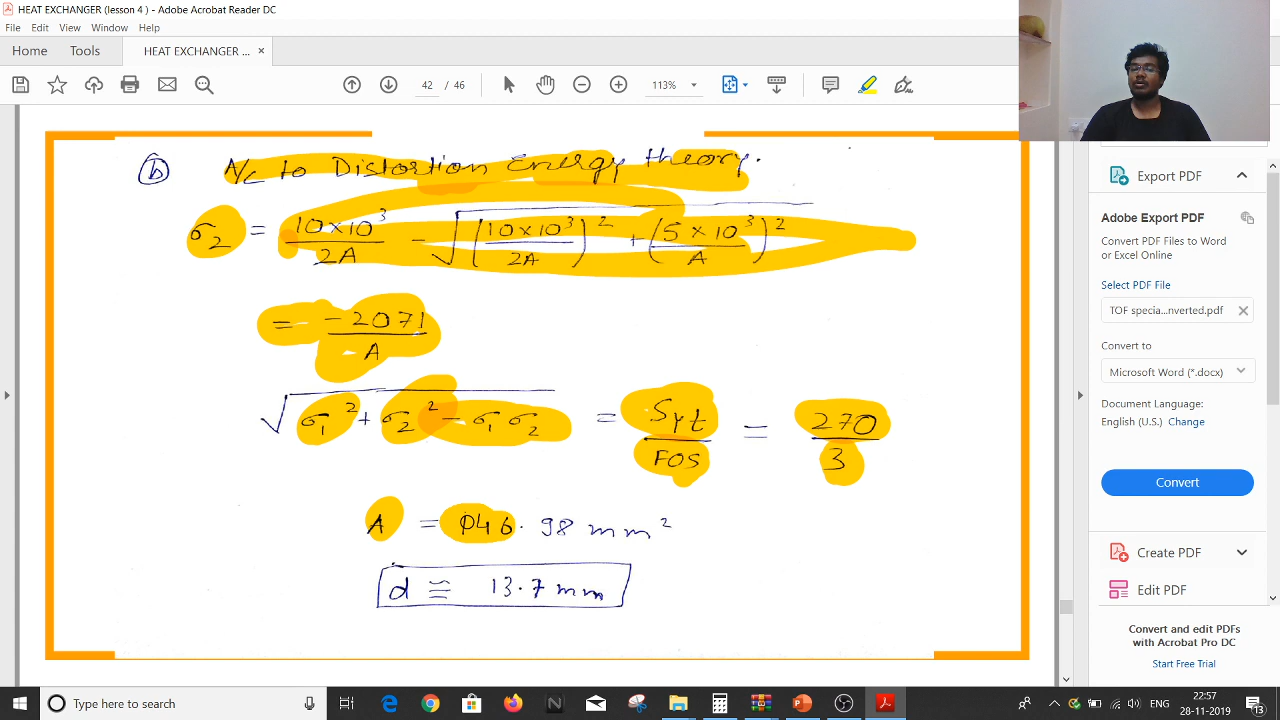 HEAT EXCHANGER (lesson 4 ) - Adobe Acrobat Reader DC
File Edit View Window Help
Home Tools HEAT EXCHANGER ... ×
42 / 46 113%
(b) A/c to Distortion Energy theory.
σ₂ = 10×10³/2A - √((10×10³/2A)² + (5×10³/A)²)
= -2071/A
√(σ₁² + σ₂² - σ₁σ₂) = Syt/FOS = 270/3
A = 146.98 mm²
d ≅ 13.7 mm
Export PDF
Adobe Export PDF
Convert PDF Files to Word
or Excel Online
Select PDF File
TOF specia...nverted.pdf
Convert to
Microsoft Word (*.docx)
Document Language:
English (U.S.) Change
Convert
Create PDF
Edit PDF
Convert and edit PDFs
with Acrobat Pro DC
Start Free Trial
Type here to search
ENG
22:57
28-11-2019
13